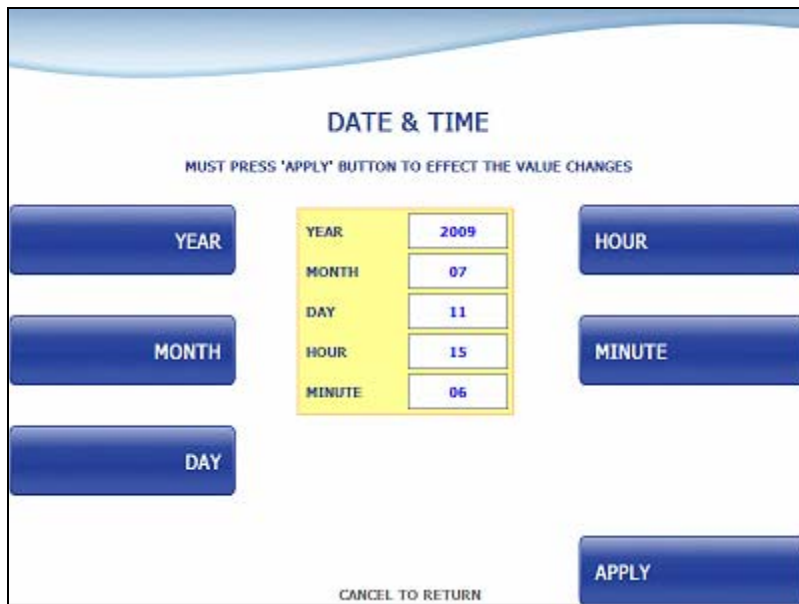 DATE & TIME
MUST PRESS 'APPLY' BUTTON TO EFFECT THE VALUE CHANGES
YEAR
MONTH
DAY
YEAR 2009
MONTH 07
DAY 11
HOUR 15
MINUTE 06
HOUR
MINUTE
APPLY
CANCEL TO RETURN